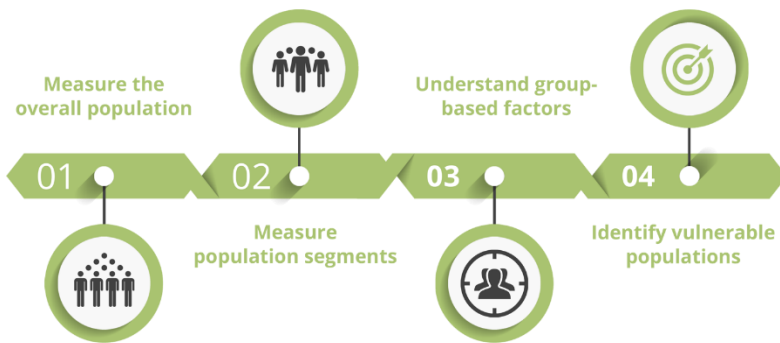 01
Measure the
overall population
02
Measure
population segments
03
Understand group-
based factors
04
Identify vulnerable
populations